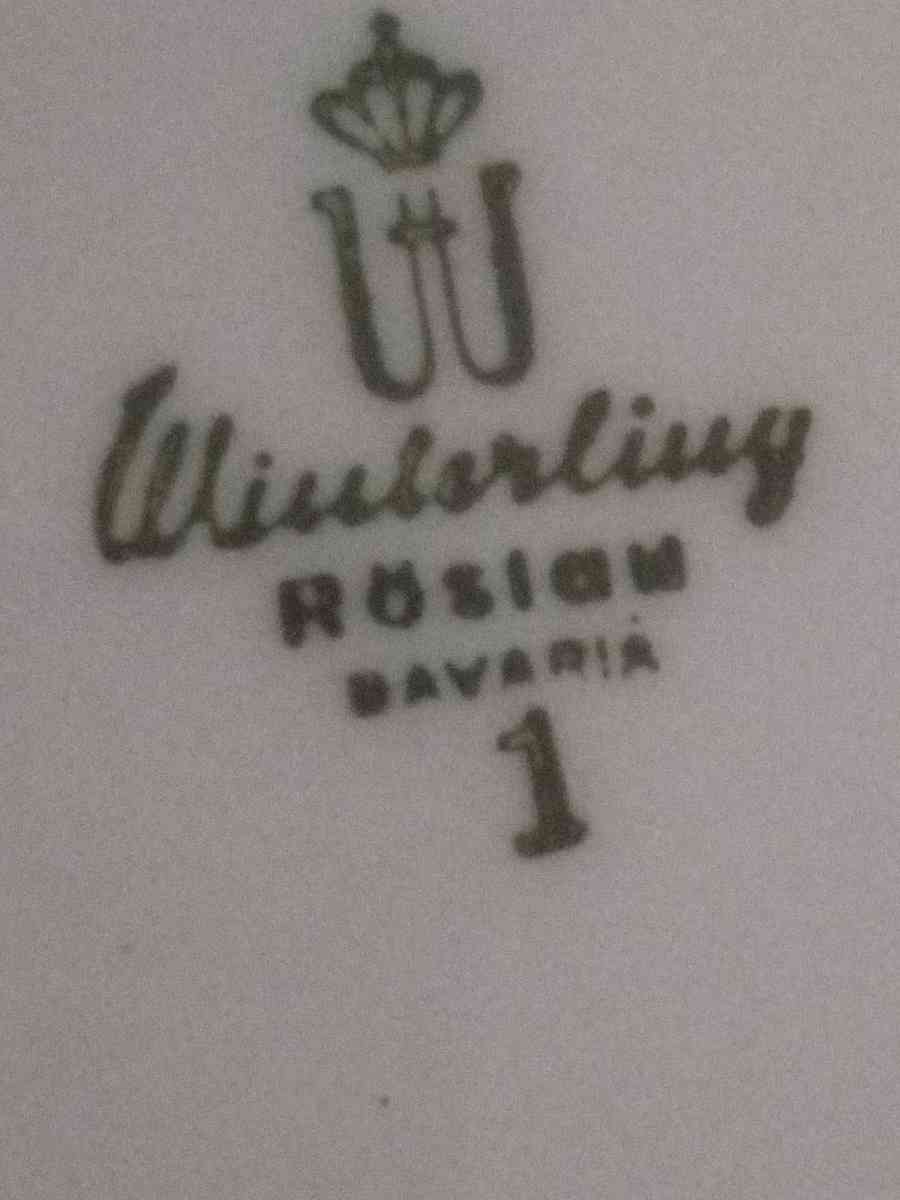 W
Winterling
RÖSLAU
BAVARIA
1